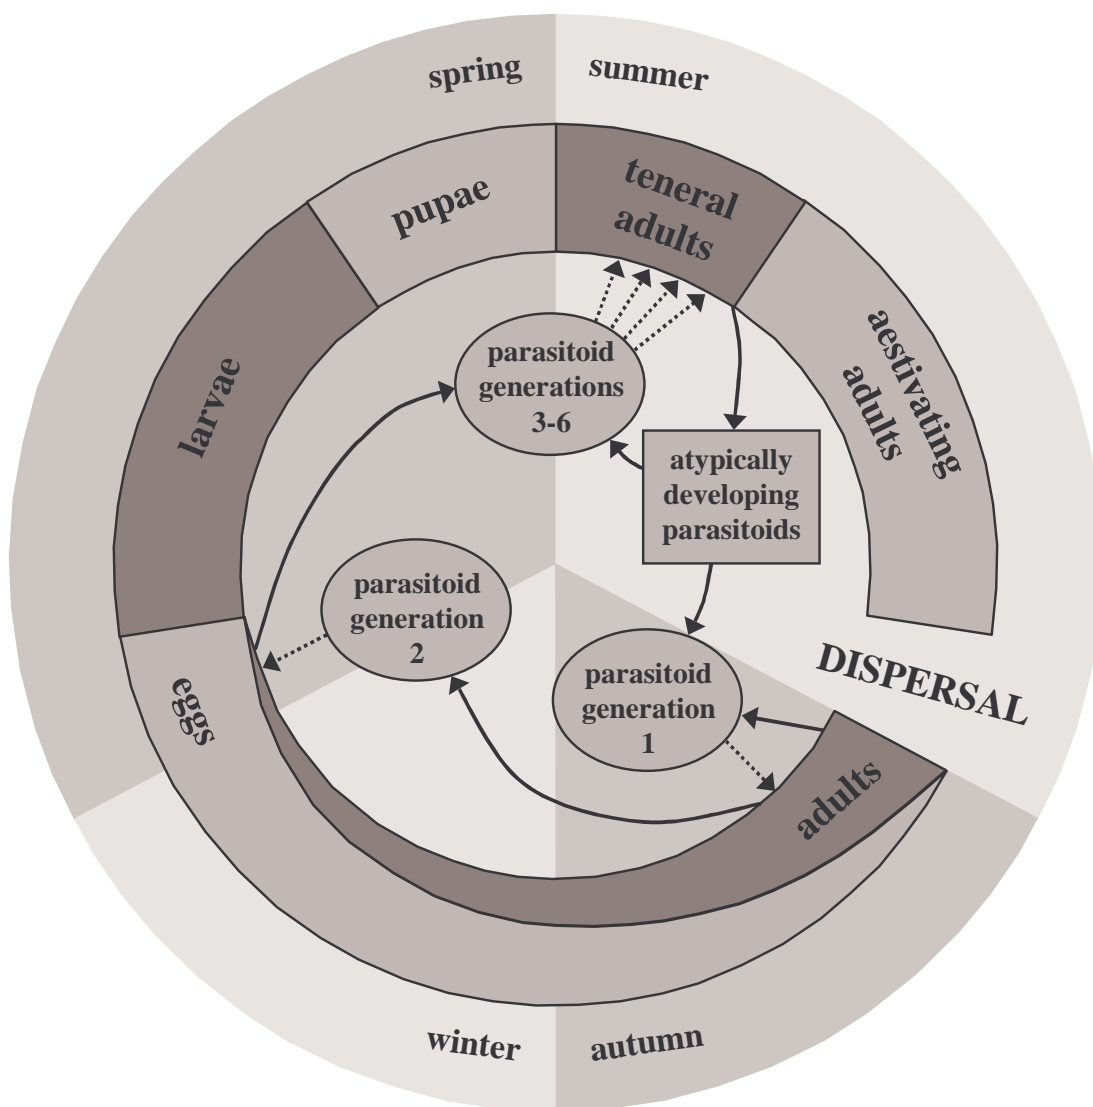 spring
summer
teneral
adults
pupae
aestivating
adults
larvae
parasitoid
generations
3-6
atypically
developing
parasitoids
parasitoid
generation
2
parasitoid
generation
1
DISPERSAL
eggs
adults
winter
autumn